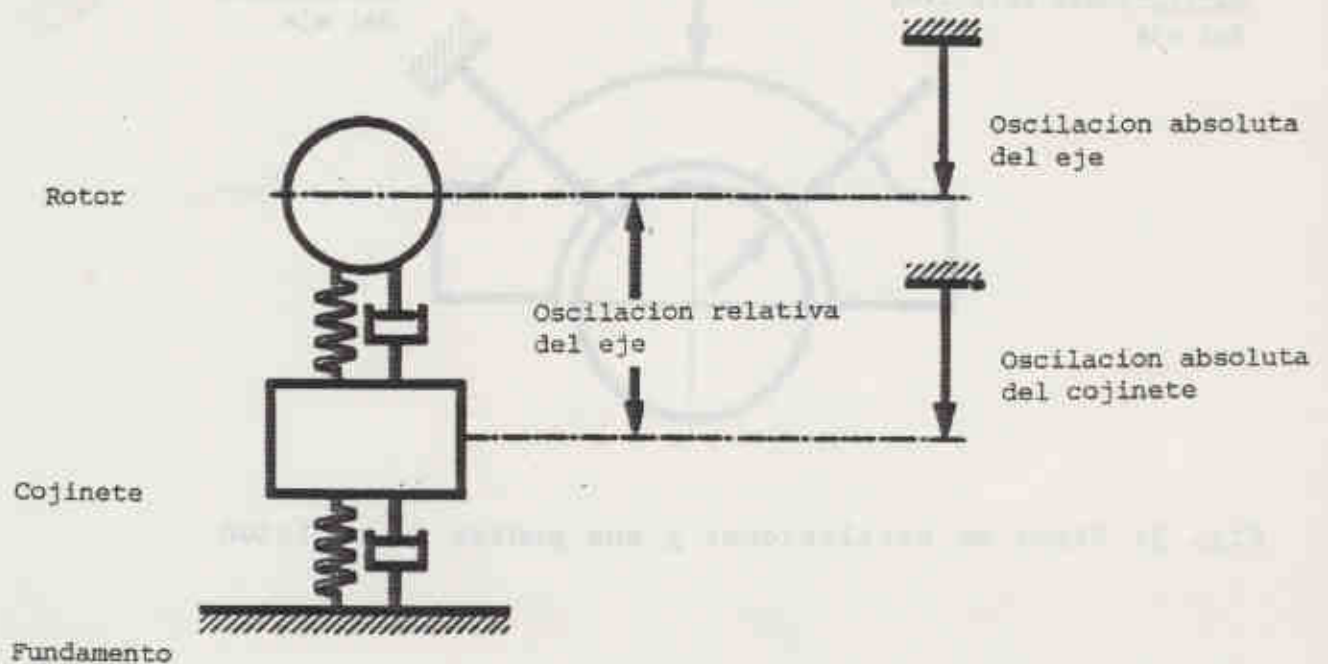 Oscilacion absoluta
del eje
Rotor
Oscilacion relativa
del eje
Oscilacion absoluta
del cojinete
Cojinete
Fundamento